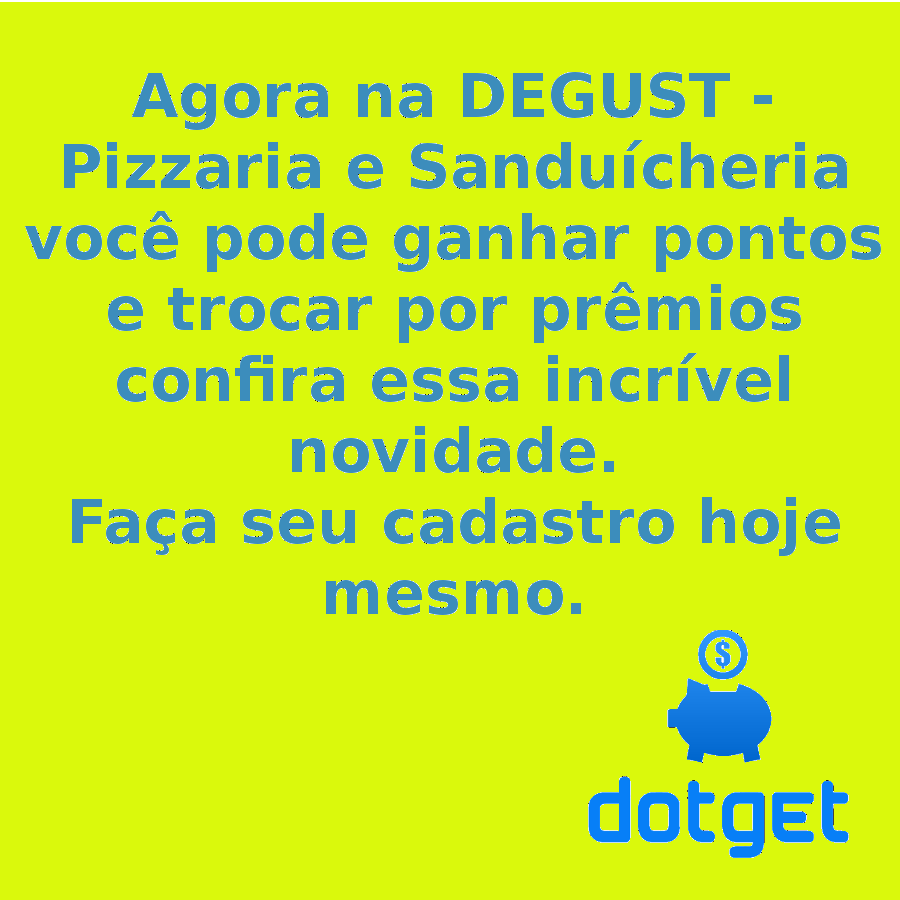 Agora na DEGUST -
Pizzaria e Sanduícheria
você pode ganhar pontos
e trocar por prêmios
confira essa incrível
novidade.
Faça seu cadastro hoje
mesmo.
$
dotget